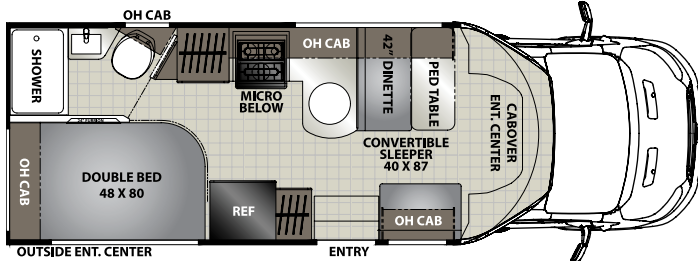 OH CAB
SHOWER
OH CAB
42" DINETTE
PED TABLE
MICRO
BELOW
CABOVER
ENT. CENTER
CONVERTIBLE
SLEEPER
40 X 87
OH CAB
DOUBLE BED
48 X 80
REF
OH CAB
OUTSIDE ENT. CENTER
ENTRY